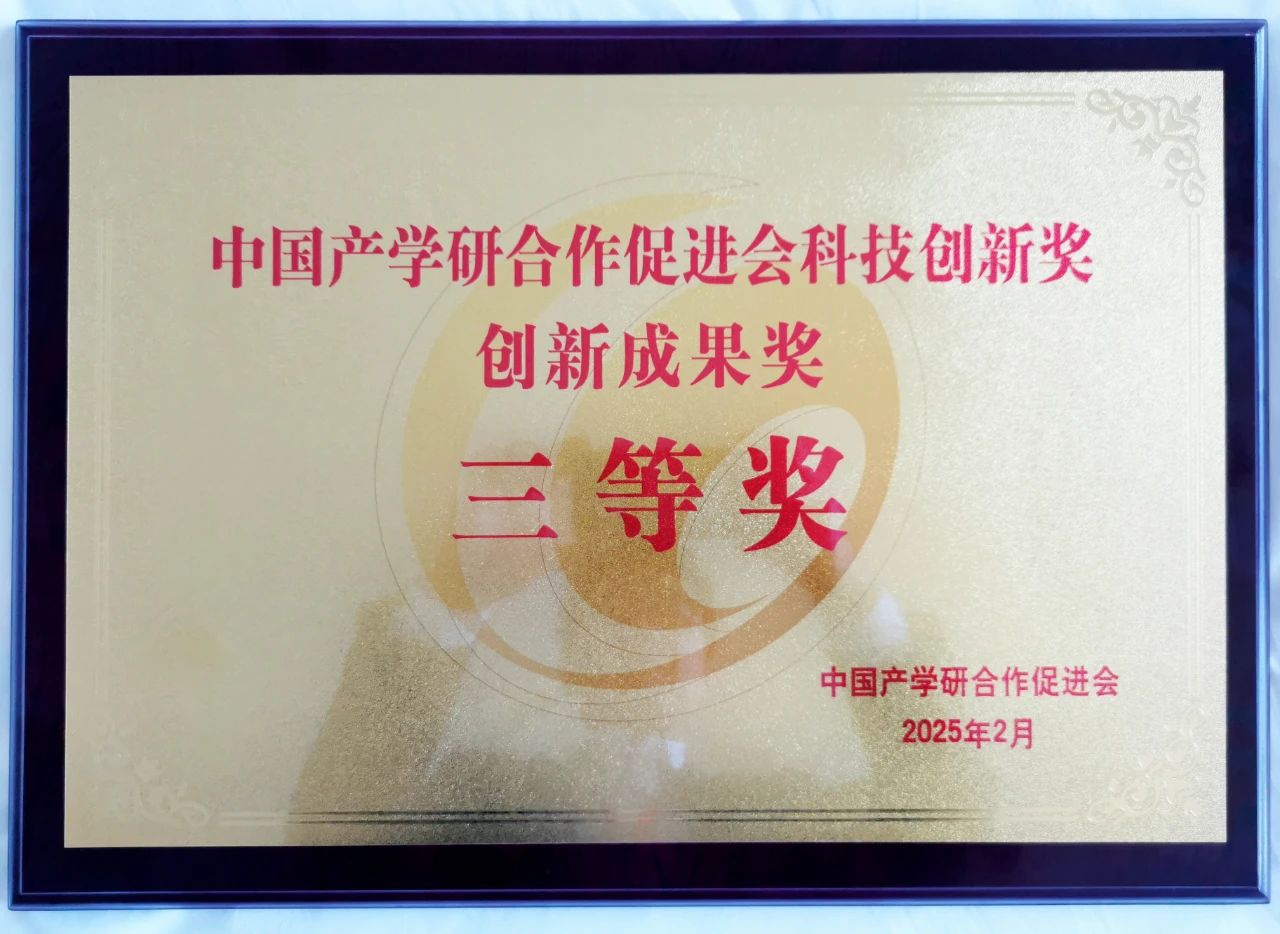 中国产学研合作促进会科技创新奖
创新成果奖
三等奖
中国产学研合作促进会
2025年2月